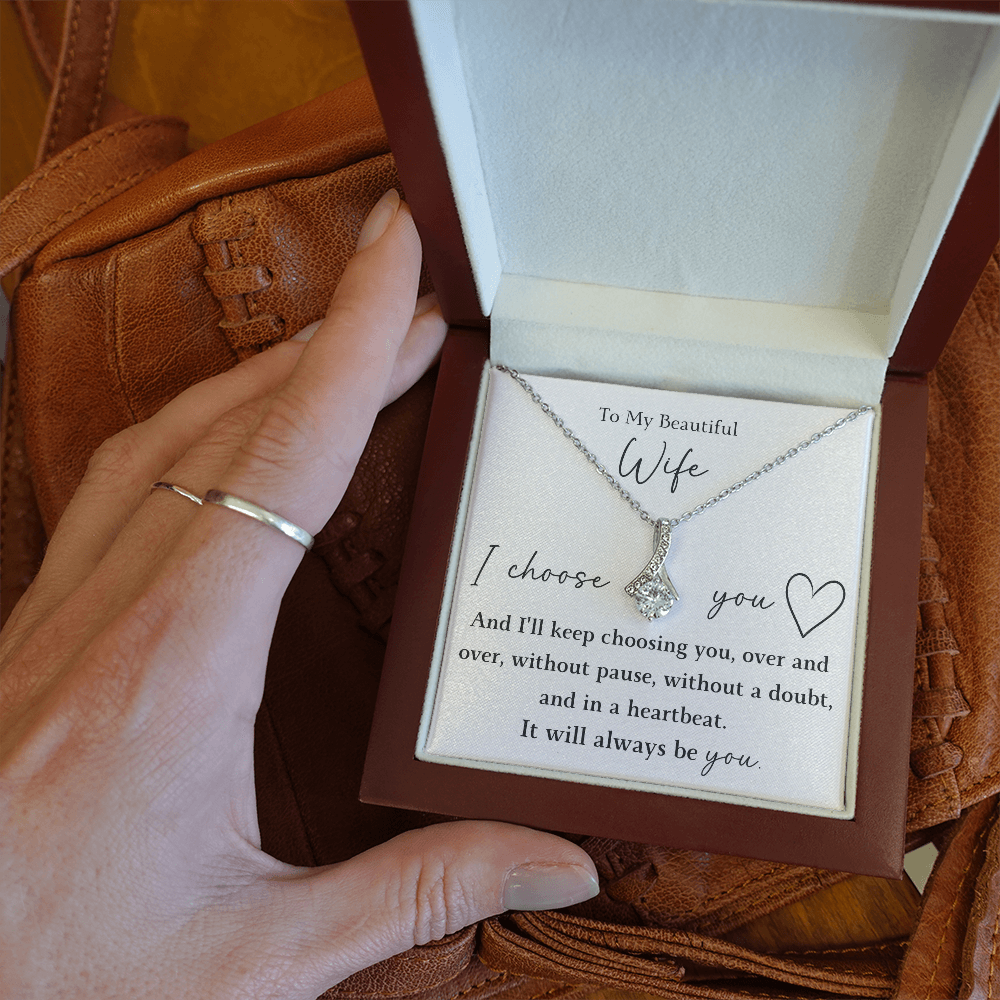 To My Beautiful
Wife
I choose you
And I'll keep choosing you, over and
over, without pause, without a doubt,
and in a heartbeat.
It will always be you.